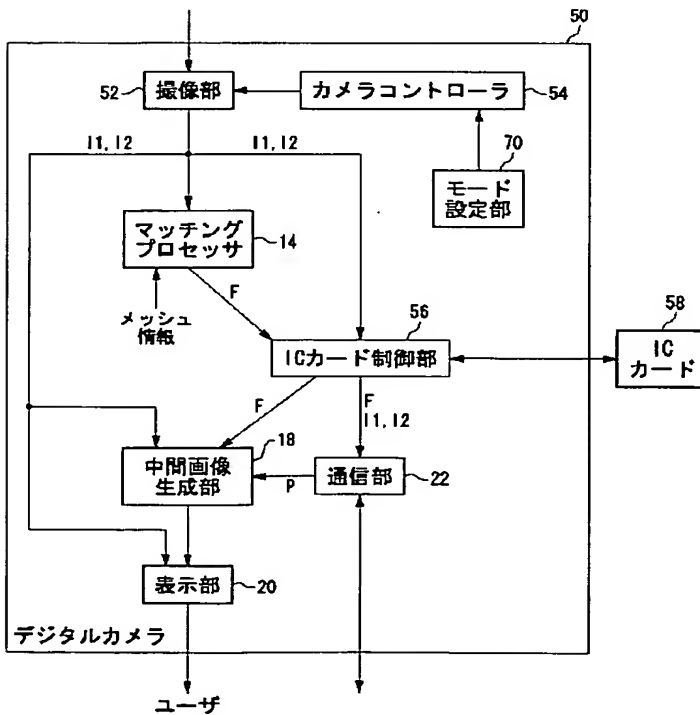 50
52
撮像部
カメラコントローラ
54
I1, I2
I1, I2
70
モード
設定部
マッチング
プロセッサ
14
F
メッシュ
情報
56
ICカード制御部
58
IC
カード
F
F
I1, I2
18
中間画像
生成部
P
通信部
22
表示部
20
デジタルカメラ
ユーザ